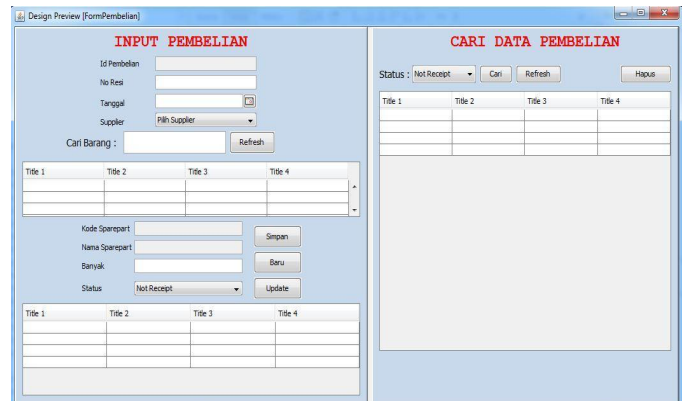 Design Preview [FormPembelian]
INPUT PEMBELIAN
Id Pembelian
No Resi
Tanggal
Supplier
Pilih Supplier
Cari Barang :
Refresh
Title 1 Title 2 Title 3 Title 4
Kode Sparepart
Simpan
Nama Sparepart
Banyak
Baru
Status
Not Receipt
Update
Title 1 Title 2 Title 3 Title 4
CARI DATA PEMBELIAN
Status : Not Receipt Cari Refresh Hapus
Title 1 Title 2 Title 3 Title 4